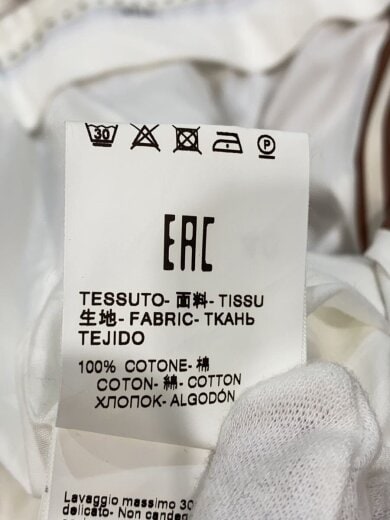 30
P
EAC
TESSUTO- 面料- TISSU
生地- FABRIC- ТКАНЬ
TEJIDO
100% COTONE- 棉
COTON- 綿- COTTON
ХЛОПОК- ALGODÓN
Lavaggio massimo 30
delicato- Non canden